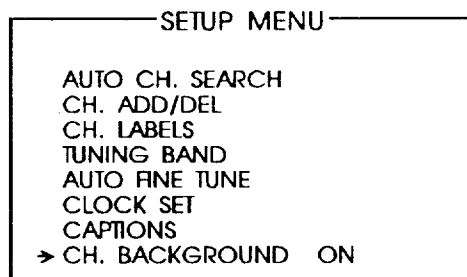 SETUP MENU
AUTO CH. SEARCH
CH. ADD/DEL
CH. LABELS
TUNING BAND
AUTO FINE TUNE
CLOCK SET
CAPTIONS
→ CH. BACKGROUND ON